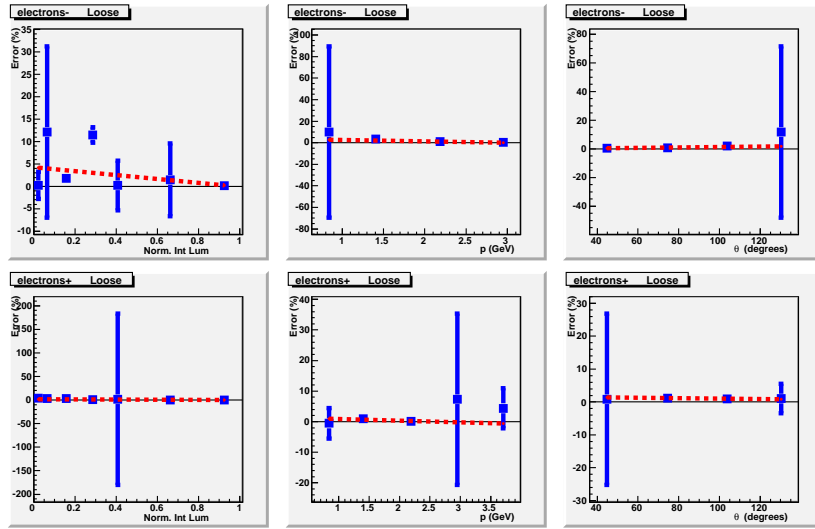 electrons- Loose
Error (%)
35
30
25
20
15
10
5
0
-5
-10
0 0.2 0.4 0.6 0.8 1
Norm. Int Lum
electrons- Loose
Error (%)
100
80
60
40
20
0
-20
-40
-60
-80
1 1.5 2 2.5 3
p (GeV)
electrons- Loose
Error (%)
80
60
40
20
0
-20
-40
40 60 80 100 120
θ (degrees)
electrons+ Loose
Error (%)
200
150
100
50
0
-50
-100
-150
-200
0 0.2 0.4 0.6 0.8 1
Norm. Int Lum
electrons+ Loose
Error (%)
40
30
20
10
0
-10
-20
1 1.5 2 2.5 3 3.5
p (GeV)
electrons+ Loose
Error (%)
30
20
10
0
-10
-20
-30
40 60 80 100 120
θ (degrees)